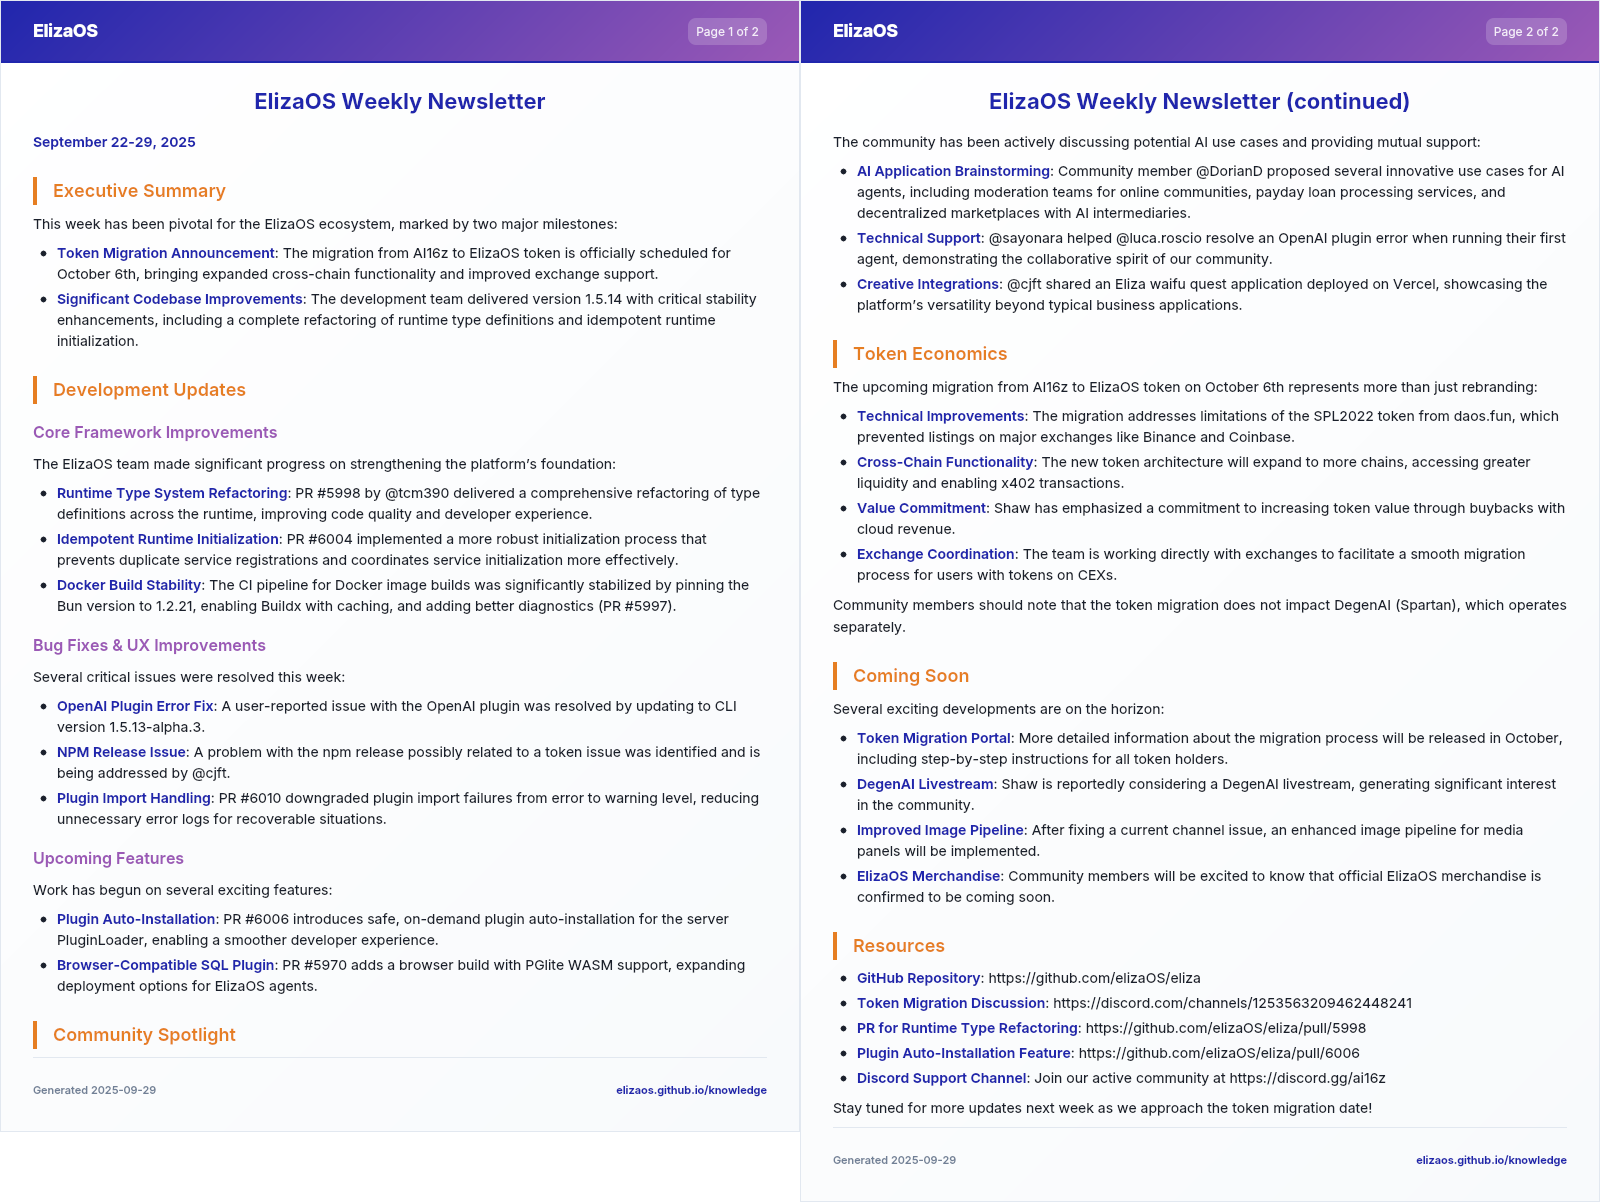 ElizaOS
Page 1 of 2
ElizaOS Weekly Newsletter
September 22-29, 2025
Executive Summary
This week has been pivotal for the ElizaOS ecosystem, marked by two major milestones:
• Token Migration Announcement: The migration from AI16z to ElizaOS token is officially scheduled for
October 6th, bringing expanded cross-chain functionality and improved exchange support.
• Significant Codebase Improvements: The development team delivered version 1.5.14 with critical stability
enhancements, including a complete refactoring of runtime type definitions and idempotent runtime
initialization.
Development Updates
Core Framework Improvements
The ElizaOS team made significant progress on strengthening the platform's foundation:
• Runtime Type System Refactoring: PR #5998 by @tcm390 delivered a comprehensive refactoring of type
definitions across the runtime, improving code quality and developer experience.
• Idempotent Runtime Initialization: PR #6004 implemented a more robust initialization process that
prevents duplicate service registrations and coordinates service initialization more effectively.
• Docker Build Stability: The CI pipeline for Docker image builds was significantly stabilized by pinning the
Bun version to 1.2.21, enabling Buildx with caching, and adding better diagnostics (PR #5997).
Bug Fixes & UX Improvements
Several critical issues were resolved this week:
• OpenAI Plugin Error Fix: A user-reported issue with the OpenAI plugin was resolved by updating to CLI
version 1.5.13-alpha.3.
• NPM Release Issue: A problem with the npm release possibly related to a token issue was identified and is
being addressed by @cjft.
• Plugin Import Handling: PR #6010 downgraded plugin import failures from error to warning level, reducing
unnecessary error logs for recoverable situations.
Upcoming Features
Work has begun on several exciting features:
• Plugin Auto-Installation: PR #6006 introduces safe, on-demand plugin auto-installation for the server
PluginLoader, enabling a smoother developer experience.
• Browser-Compatible SQL Plugin: PR #5970 adds a browser build with PGlite WASM support, expanding
deployment options for ElizaOS agents.
Community Spotlight
Generated 2025-09-29
elizaos.github.io/knowledge
ElizaOS
Page 2 of 2
ElizaOS Weekly Newsletter (continued)
The community has been actively discussing potential AI use cases and providing mutual support:
• AI Application Brainstorming: Community member @DorianD proposed several innovative use cases for AI
agents, including moderation teams for online communities, payday loan processing services, and
decentralized marketplaces with AI intermediaries.
• Technical Support: @sayonara helped @luca.roscio resolve an OpenAI plugin error when running their first
agent, demonstrating the collaborative spirit of our community.
• Creative Integrations: @cjft shared an Eliza waifu quest application deployed on Vercel, showcasing the
platform's versatility beyond typical business applications.
Token Economics
The upcoming migration from AI16z to ElizaOS token on October 6th represents more than just rebranding:
• Technical Improvements: The migration addresses limitations of the SPL2022 token from daos.fun, which
prevented listings on major exchanges like Binance and Coinbase.
• Cross-Chain Functionality: The new token architecture will expand to more chains, accessing greater
liquidity and enabling x402 transactions.
• Value Commitment: Shaw has emphasized a commitment to increasing token value through buybacks with
cloud revenue.
• Exchange Coordination: The team is working directly with exchanges to facilitate a smooth migration
process for users with tokens on CEXs.
Community members should note that the token migration does not impact DegenAI (Spartan), which operates
separately.
Coming Soon
Several exciting developments are on the horizon:
• Token Migration Portal: More detailed information about the migration process will be released in October,
including step-by-step instructions for all token holders.
• DegenAI Livestream: Shaw is reportedly considering a DegenAI livestream, generating significant interest
in the community.
• Improved Image Pipeline: After fixing a current channel issue, an enhanced image pipeline for media
panels will be implemented.
• ElizaOS Merchandise: Community members will be excited to know that official ElizaOS merchandise is
confirmed to be coming soon.
Resources
• GitHub Repository: https://github.com/elizaOS/eliza
• Token Migration Discussion: https://discord.com/channels/1253563209462448241
• PR for Runtime Type Refactoring: https://github.com/elizaOS/eliza/pull/5998
• Plugin Auto-Installation Feature: https://github.com/elizaOS/eliza/pull/6006
• Discord Support Channel: Join our active community at https://discord.gg/ai16z
Stay tuned for more updates next week as we approach the token migration date!
Generated 2025-09-29
elizaos.github.io/knowledge